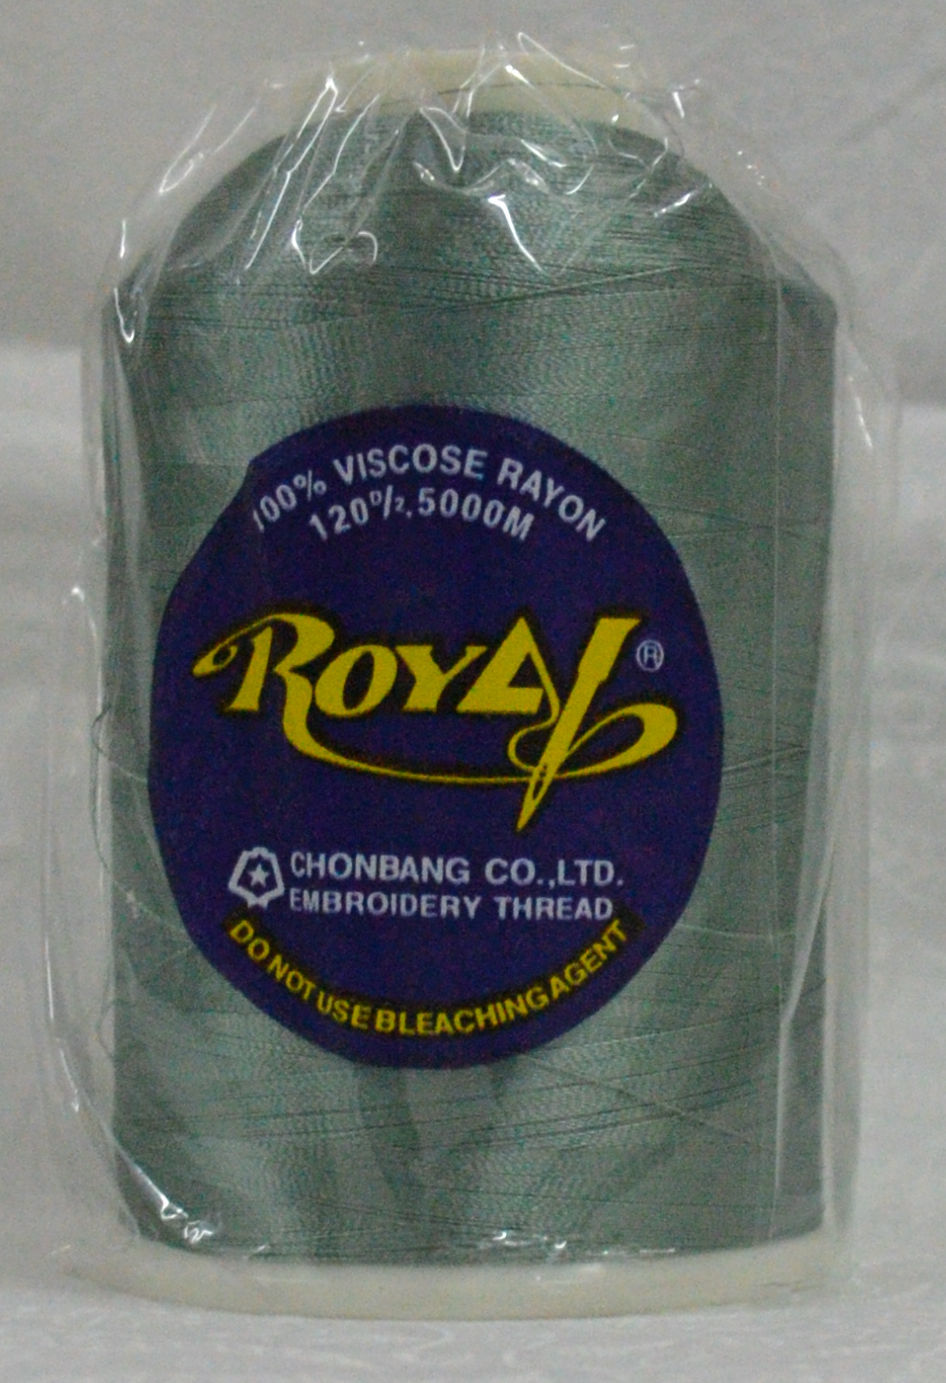 100% VISCOSE RAYON
120D/2, 5000M
ROYAL ®
CHONBANG CO.,LTD.
EMBROIDERY THREAD
DO NOT USE BLEACHING AGENT